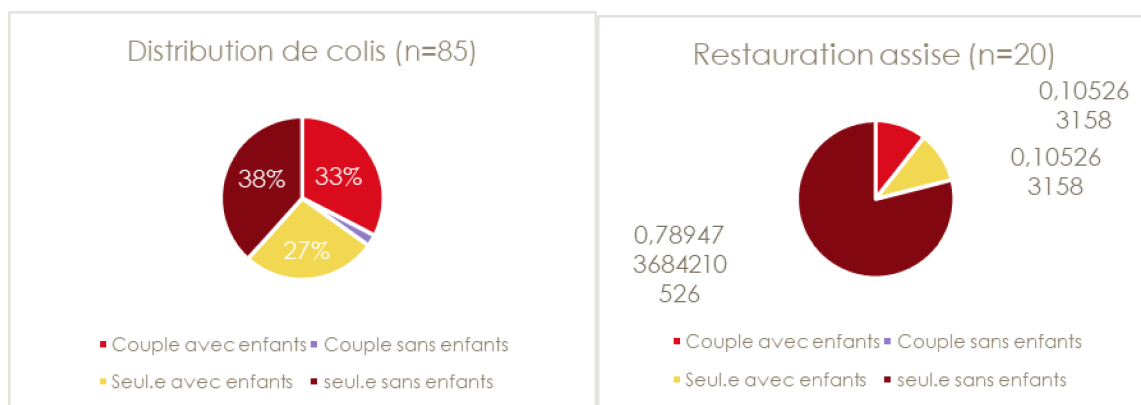 Distribution de colis (n=85)
38%
33%
27%
■ Couple avec enfants ■ Couple sans enfants
■ Seul.e avec enfants ■ seul.e sans enfants
Restauration assise (n=20)
0,10526
3158
0,10526
3158
0,78947
3684210
526
■ Couple avec enfants ■ Couple sans enfants
■ Seul.e avec enfants ■ seul.e sans enfants